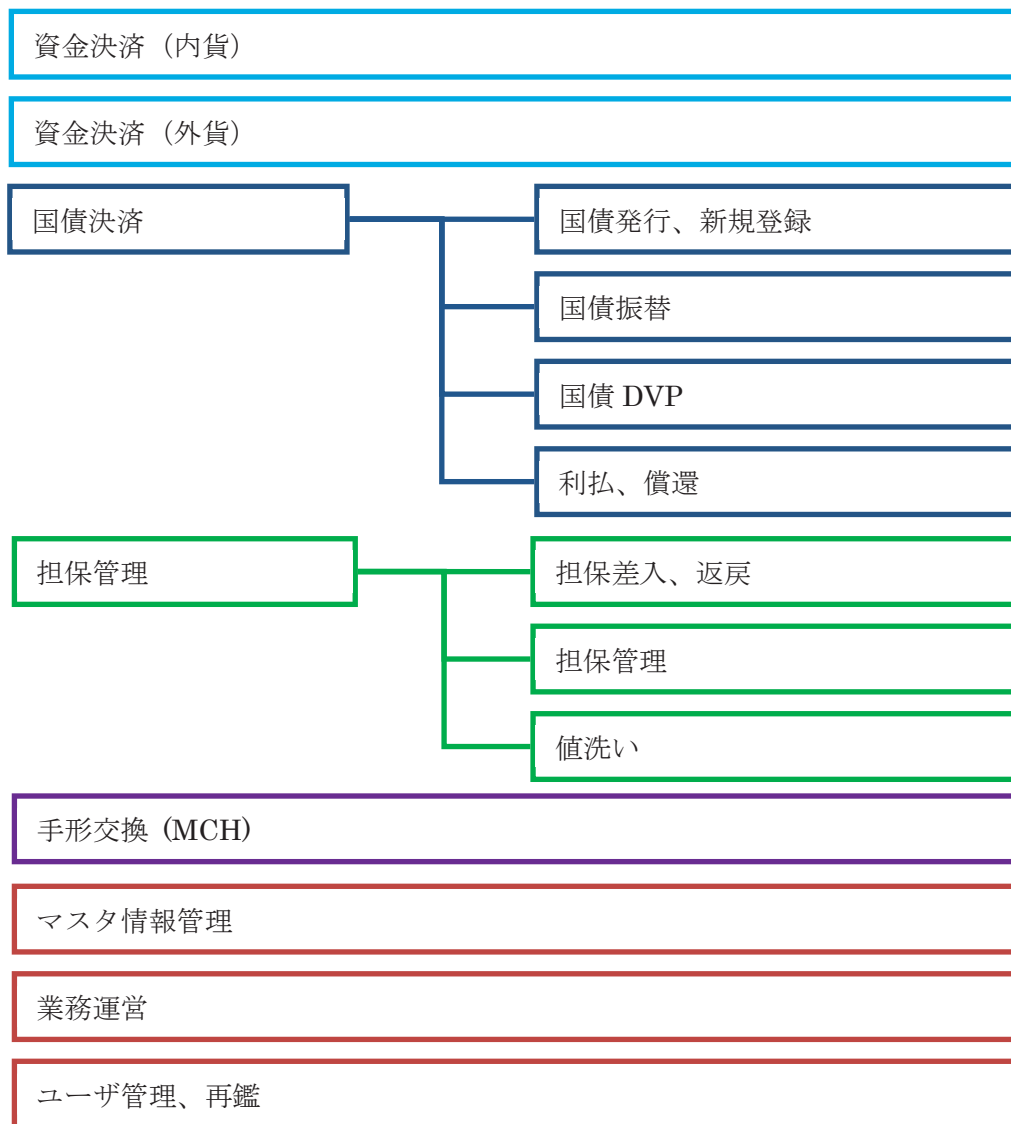 資金決済（内貨）
資金決済（外貨）
国債決済
国債発行、新規登録
国債振替
国債 DVP
利払、償還
担保管理
担保差入、返戻
担保管理
値洗い
手形交換 (MCH)
マスタ情報管理
業務運営
ユーザ管理、再鑑